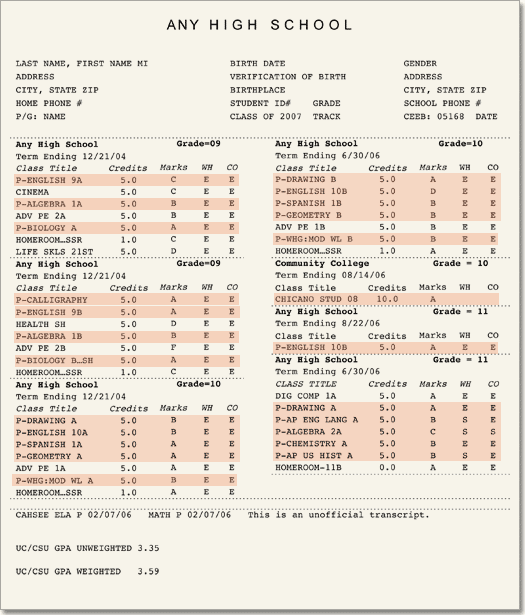 ANY HIGH SCHOOL
LAST NAME, FIRST NAME MI
ADDRESS
CITY, STATE ZIP
HOME PHONE #
P/G: NAME
BIRTH DATE
VERIFICATION OF BIRTH
BIRTHPLACE
STUDENT ID# GRADE
CLASS OF 2007 TRACK
GENDER
ADDRESS
CITY, STATE ZIP
SCHOOL PHONE #
CEEB: 05168 DATE
Any High School Grade=09
Term Ending 12/21/04
Class Title Credits Marks WH CO
P-ENGLISH 9A 5.0 C E E
CINEMA 5.0 C E E
P-ALGEBRA 1A 5.0 B E E
ADV PE 2A 5.0 B E E
P-BIOLOGY A 5.0 A E E
HOMEROOM…SSR 1.0 C E E
LIFE SKLS 21ST 5.0 D E E
Any High School Grade=09
Term Ending 12/21/04
Class Title Credits Marks WH CO
P-CALLIGRAPHY 5.0 A E E
P-ENGLISH 9B 5.0 A E E
HEALTH SH 5.0 D E E
P-ALGEBRA 1B 5.0 B E E
ADV PE 2B 5.0 F E E
P-BIOLOGY B…SH 5.0 A E E
HOMEROOM…SSR 1.0 C E E
Any High School Grade=10
Term Ending 12/21/04
Class Title Credits Marks WH CO
P-DRAWING A 5.0 B E E
P-ENGLISH 10A 5.0 B E E
P-SPANISH 1A 5.0 A E E
P-GEOMETRY A 5.0 A E E
ADV PE 1A 5.0 A E E
P-WHG:MOD WL A 5.0 B E E
HOMEROOM…SSR 1.0 A E E
Any High School Grade=10
Term Ending 6/30/06
Class Title Credits Marks WH CO
P-DRAWING B 5.0 A E E
P-ENGLISH 10B 5.0 D E E
P-SPANISH 1B 5.0 B E E
P-GEOMETRY B 5.0 B E E
ADV PE 1B 5.0 B E E
P-WHG:MOD WL B 5.0 B E E
Community College Grade = 10
Term Ending 08/14/06
Class Title Credits Marks WH CO
CHICANO STUD 08 10.0 A
Any High School Grade = 11
Term Ending 8/22/06
Class Title Credits Marks WH CO
P-ENGLISH 10B 5.0 A E E
Any High School Grade = 11
Term Ending 6/30/06
CLASS TITLE Credits Marks WH CO
DIG COMP 1A 5.0 A E E
P-DRAWING A 5.0 A E E
P-AP ENG LANG A 5.0 B S E
P-ALGEBRA 2A 5.0 C S E
P-CHEMISTRY A 5.0 B E E
P-AP US HIST A 5.0 B S E
HOMEROOM-11B 0.0 A E E
CAHSEE ELA P 02/07/06 MATH P 02/07/06 This is an unofficial transcript.
UC/CSU GPA UNWEIGHTED 3.35
UC/CSU GPA WEIGHTED 3.59